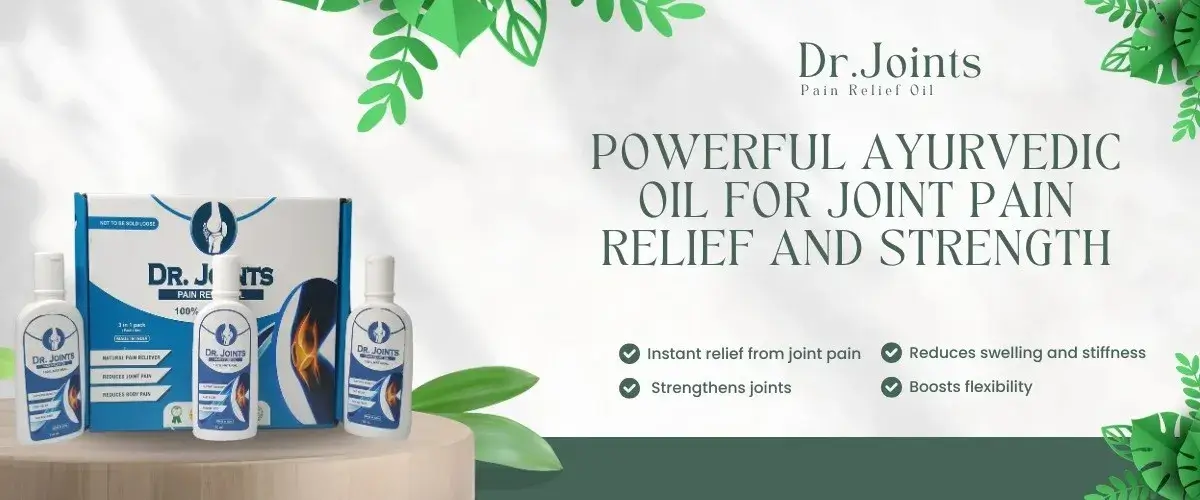 Dr.Joints
Pain Relief Oil
POWERFUL AYURVEDIC
OIL FOR JOINT PAIN
RELIEF AND STRENGTH
Instant relief from joint pain
Reduces swelling and stiffness
Strengthens joints
Boosts flexibility
NOT TO BE SOLD LOOSE
DR. JOINTS
PAIN
100%
3 in 1 pack
NATURAL PAIN RELIEVER
REDUCES JOINT PAIN
REDUCES BODY PAIN
DR. JOINTS
DR. JOINTS
DR. JOINTS